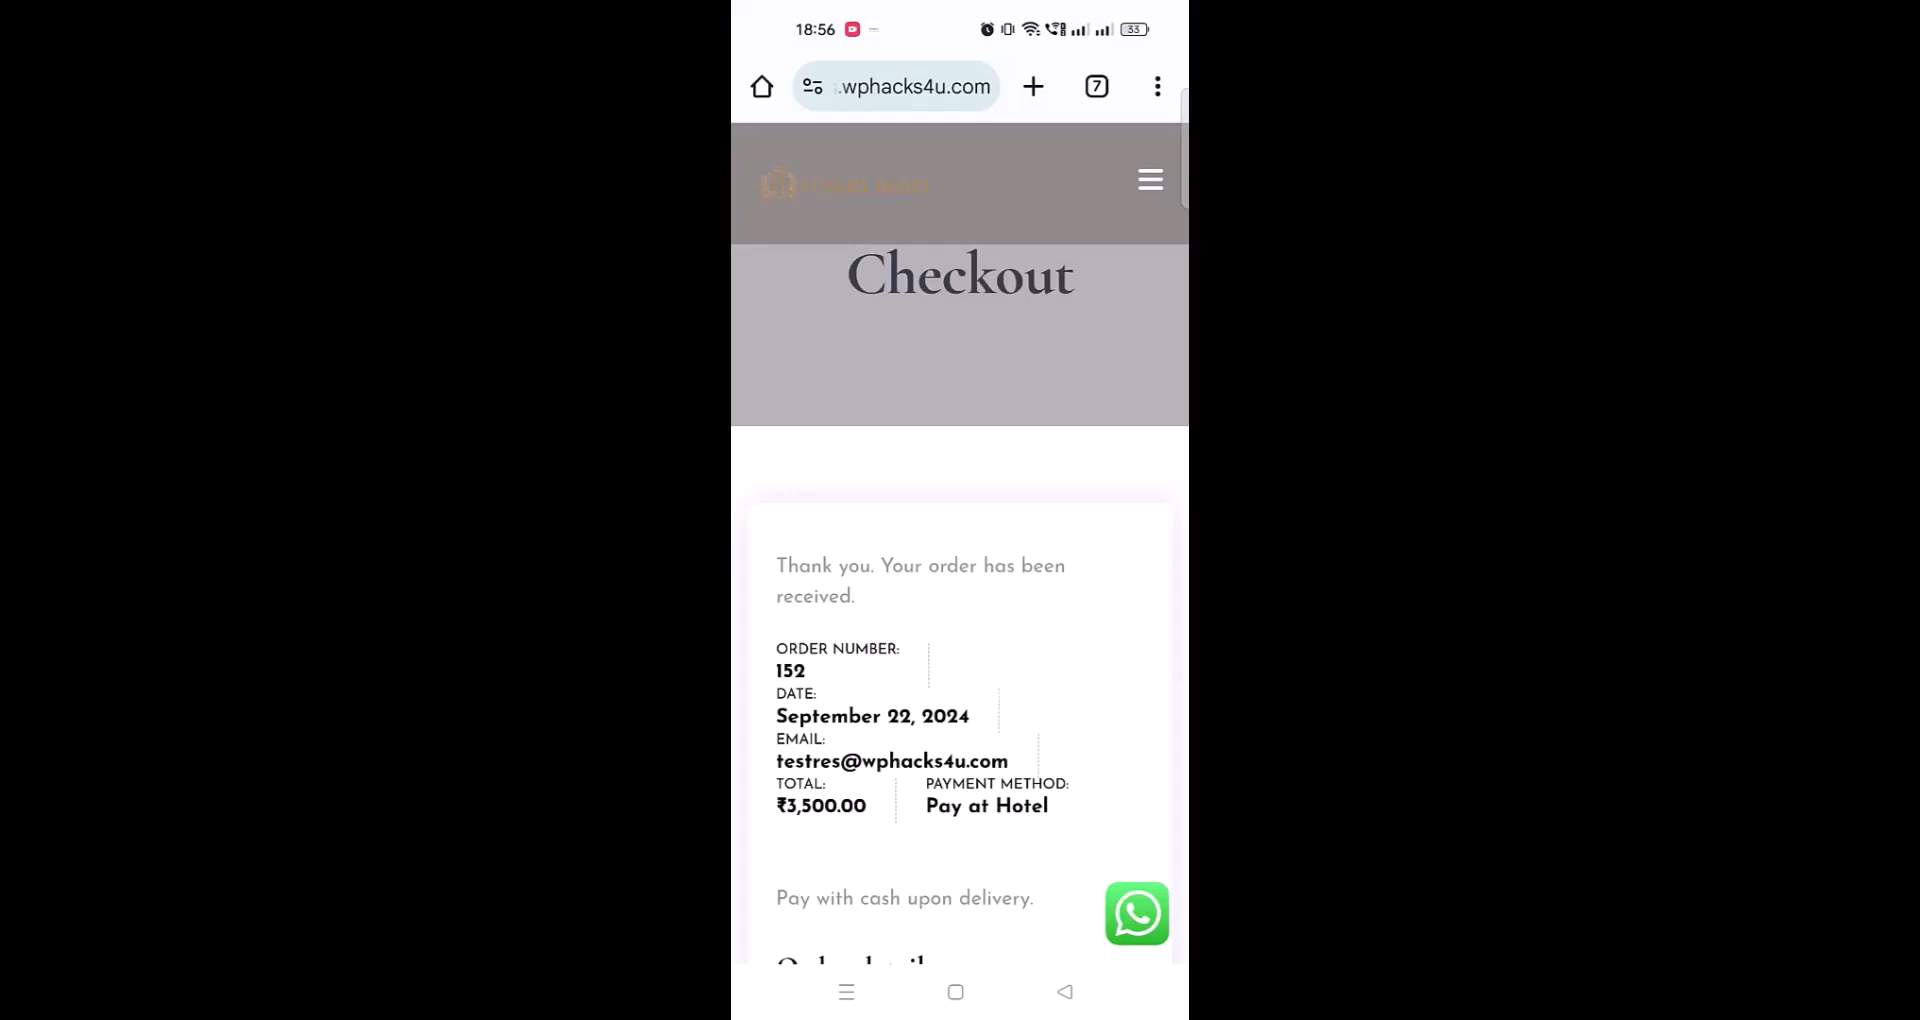 18:56
33
.wphacks4u.com
7
Checkout
Thank you. Your order has been
received.
ORDER NUMBER:
152
DATE:
September 22, 2024
EMAIL:
testres@wphacks4u.com
TOTAL:
₹3,500.00
PAYMENT METHOD:
Pay at Hotel
Pay with cash upon delivery.